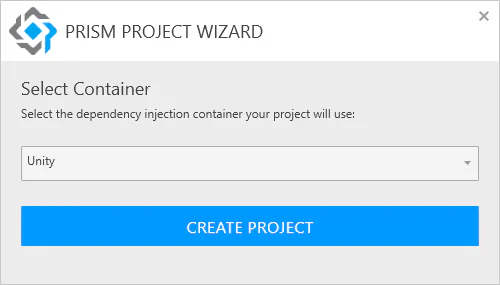 PRISM PROJECT WIZARD
Select Container
Select the dependency injection container your project will use:
Unity
CREATE PROJECT